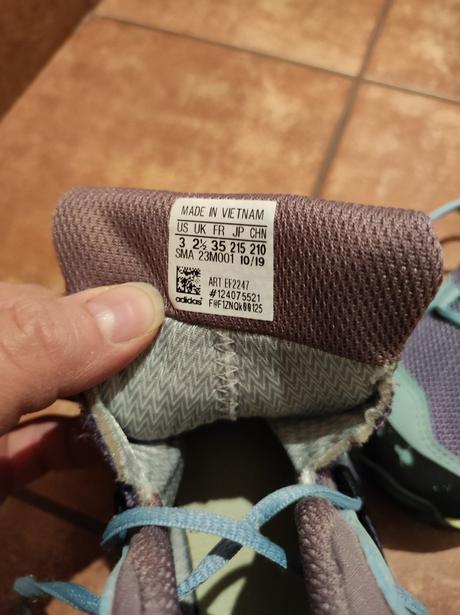 MADE IN VIETNAM
US UK FR JP CHN
3 2½ 35 215 210
SMA 23M001 10/19
ART EF2247
#124075521
F#F1ZNQk00125
adidas